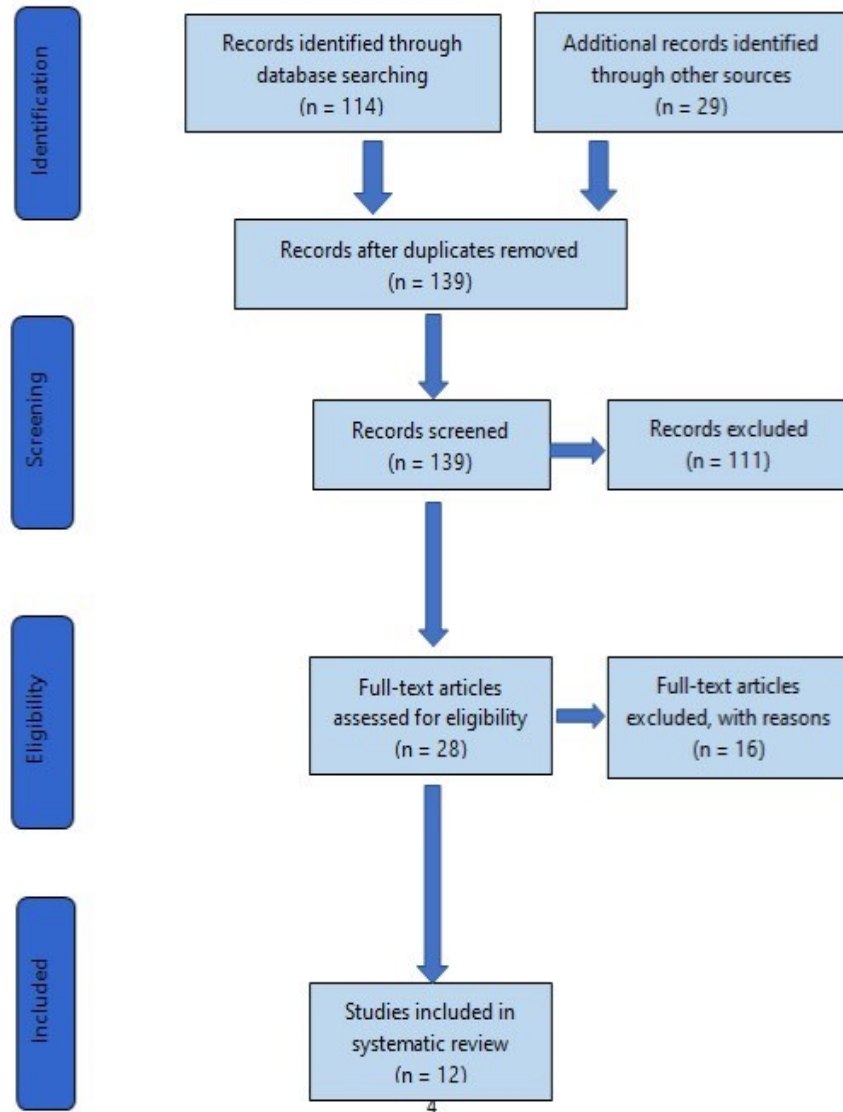 Identification
Records identified through
database searching
(n = 114)
Additional records identified
through other sources
(n = 29)
Records after duplicates removed
(n = 139)
Screening
Records screened
(n = 139)
Records excluded
(n = 111)
Eligibility
Full-text articles
assessed for eligibility
(n = 28)
Full-text articles
excluded, with reasons
(n = 16)
Included
Studies included in
systematic review
(n = 12)
4